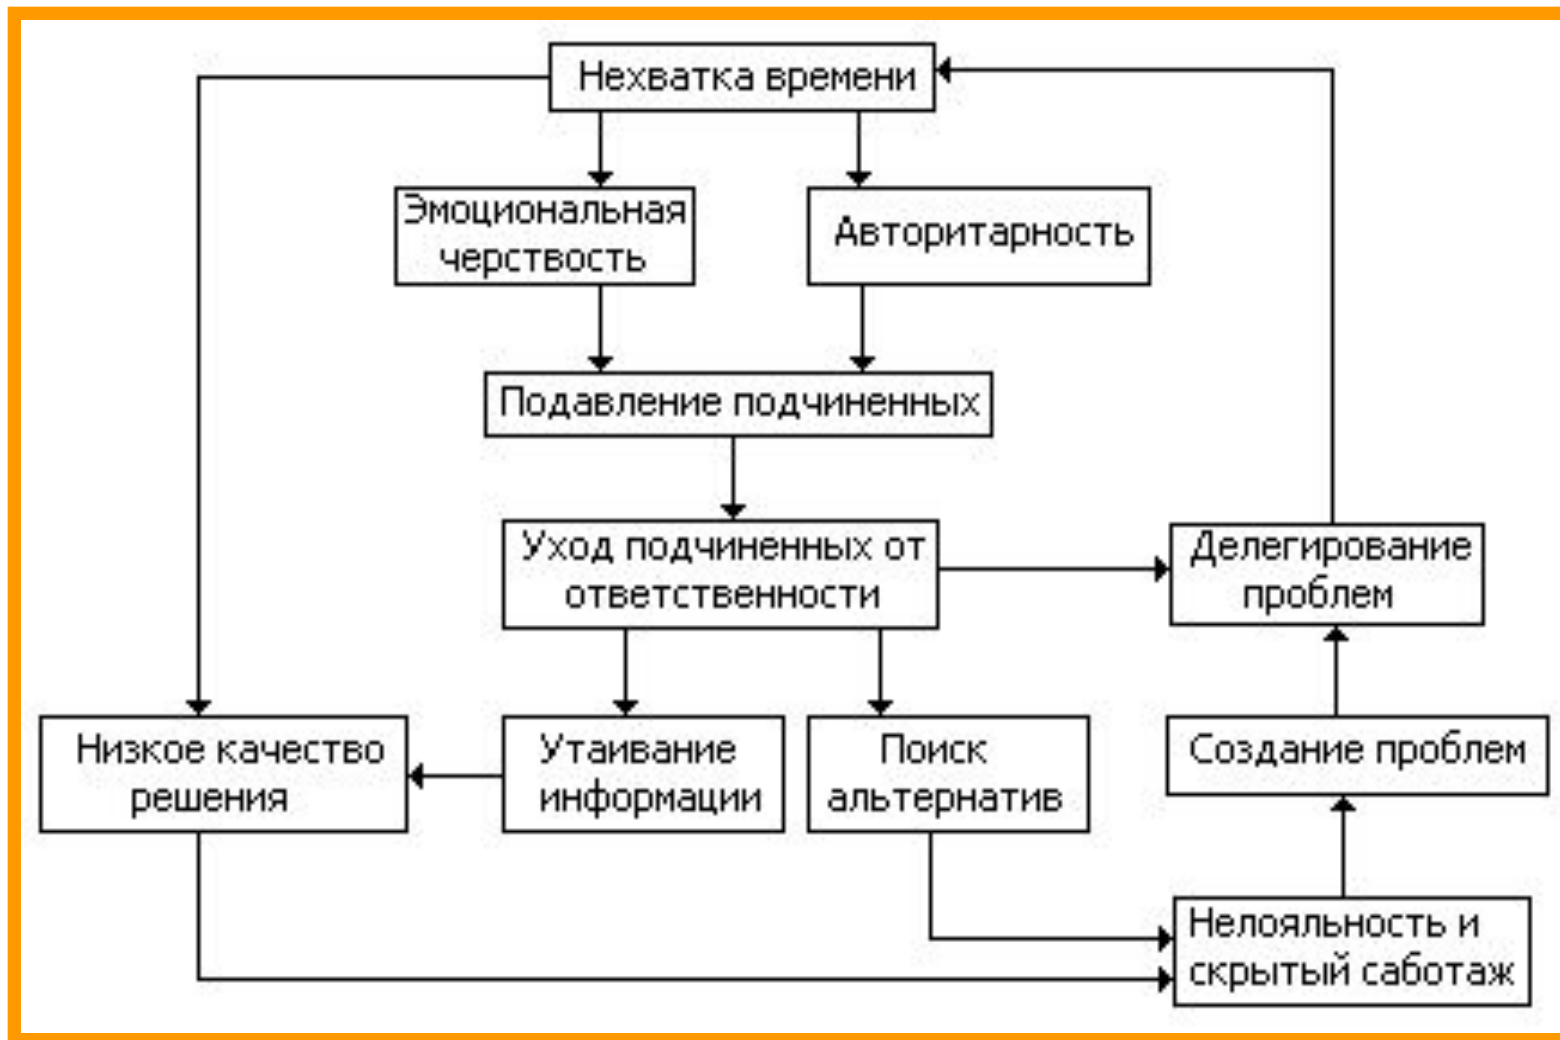 Нехватка времени
Эмоциональная
черствость
Авторитарность
Подавление подчиненных
Уход подчиненных от
ответственности
Делегирование
проблем
Низкое качество
решения
Утаивание
информации
Поиск
альтернатив
Создание проблем
Нелояльность и
скрытый саботаж